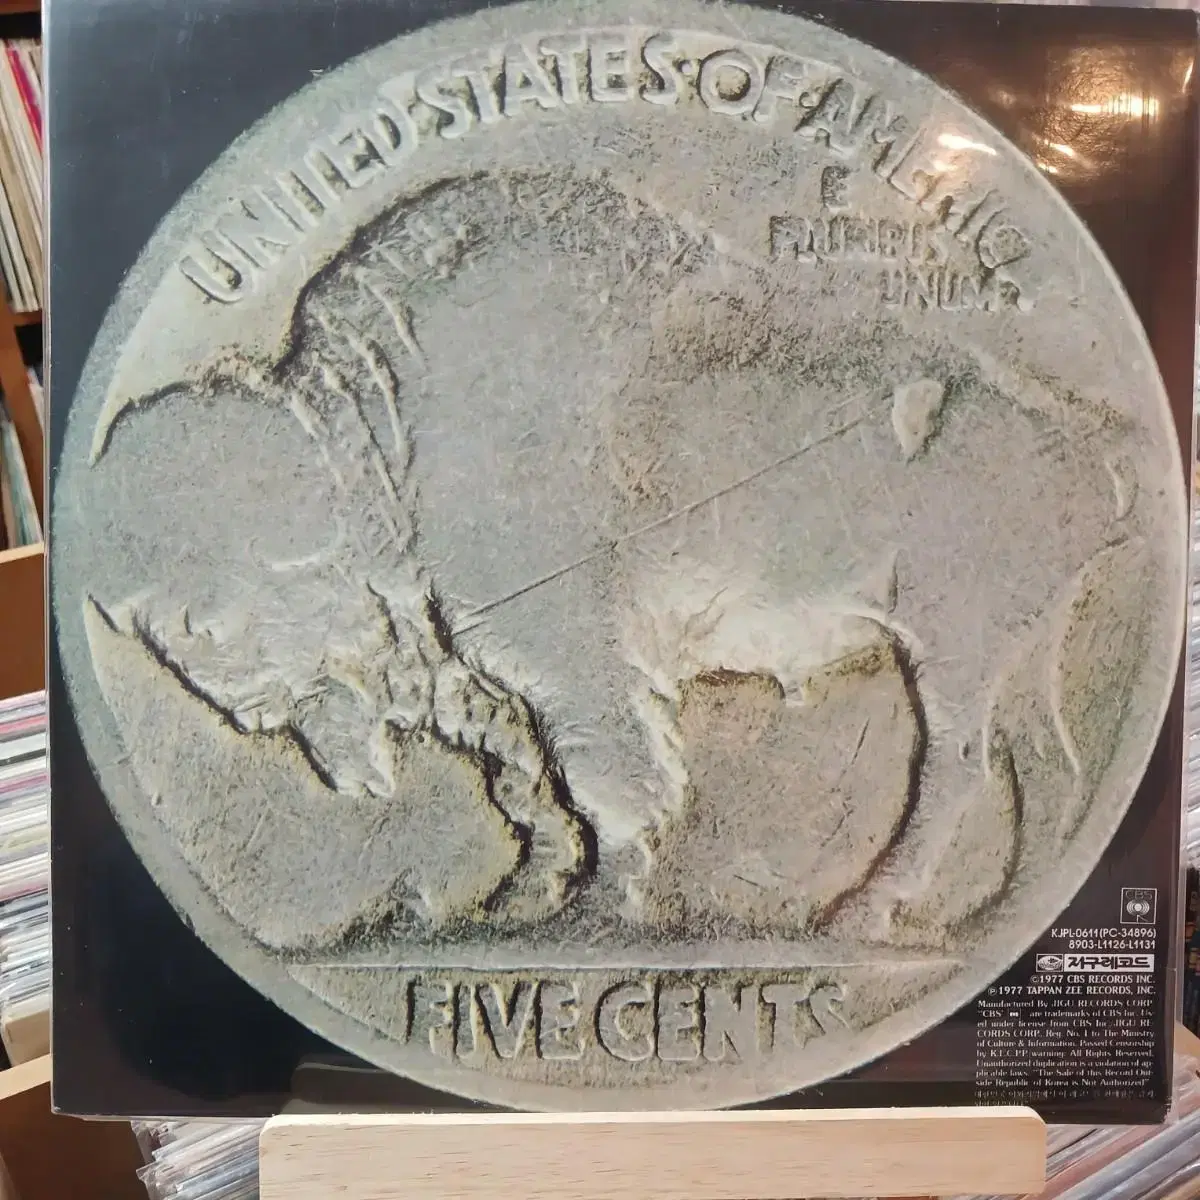 UNITED STATES OF AMERICA
E
PLURIBUS
UNUM
FIVE CENTS
CBS
KJPL-0611(PC-34896)
8903-L1126-L1131
지구레코드
©1977 CBS RECORDS INC.
℗1977 TAPPAN ZEE RECORDS, INC.
Manufactured By JIGU RECORDS CORP
"CBS" are trademarks of CBS Inc. Us-
ed under license from CBS Inc. JIGU RE-
CORDS CORP. Reg. No. 1 to The Ministry
of Culture & Information. Passed Censorship
by K.E.C.P.P. warning: All Rights Reserved.
Unauthorized duplication is a violation of ap-
plicable laws. "The Sale of this Record Out-
side Republic of Korea is Not Authorized"